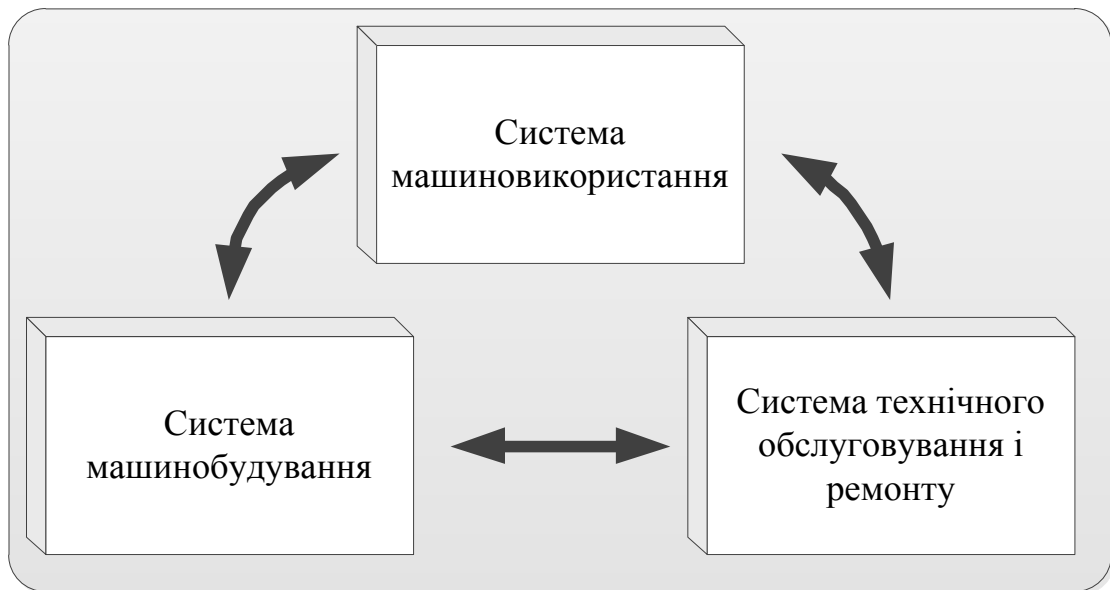 Система
машиновикористання
Система
машинобудування
Система технічного
обслуговування і
ремонту